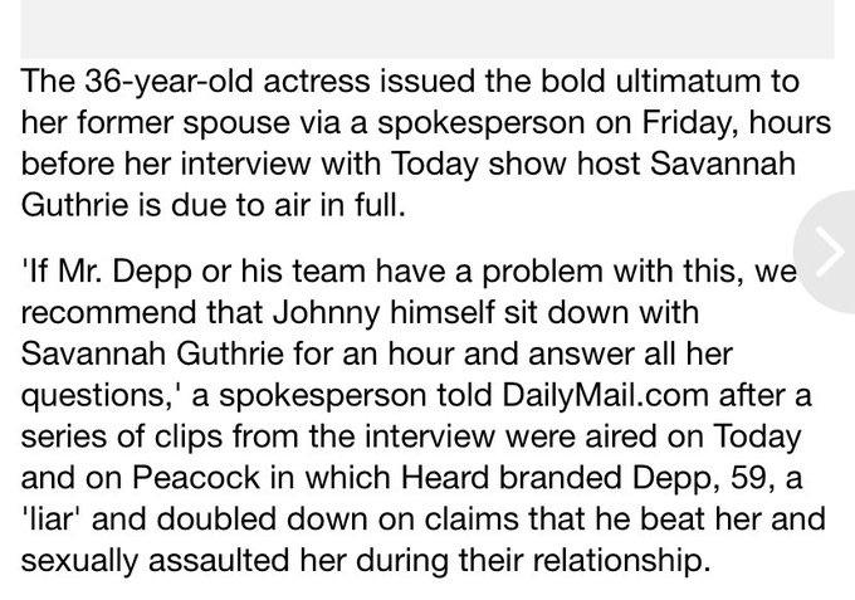 The 36-year-old actress issued the bold ultimatum to
her former spouse via a spokesperson on Friday, hours
before her interview with Today show host Savannah
Guthrie is due to air in full.
'If Mr. Depp or his team have a problem with this, we
recommend that Johnny himself sit down with
Savannah Guthrie for an hour and answer all her
questions,' a spokesperson told DailyMail.com after a
series of clips from the interview were aired on Today
and on Peacock in which Heard branded Depp, 59, a
'liar' and doubled down on claims that he beat her and
sexually assaulted her during their relationship.